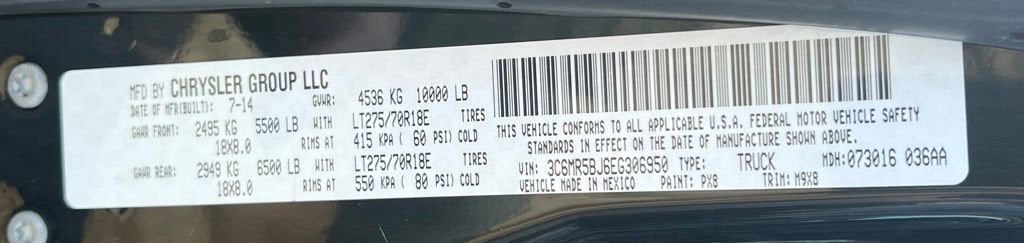 MFD BY CHRYSLER GROUP LLC
DATE OF MFR(BUILT): 7-14 GVWR: 4536 KG 10000 LB
GAWR FRONT: 2495 KG 5500 LB WITH LT275/70R18E TIRES
18X8.0 RIMS AT 415 KPA ( 60 PSI) COLD
GAWR REAR: 2949 KG 6500 LB WITH LT275/70R18E TIRES
18X8.0 RIMS AT 550 KPA ( 80 PSI) COLD
THIS VEHICLE CONFORMS TO ALL APPLICABLE U.S.A. FEDERAL MOTOR VEHICLE SAFETY
STANDARDS IN EFFECT ON THE DATE OF MANUFACTURE SHOWN ABOVE.
VIN: 3C6MR5BJ6EG306950 TYPE: TRUCK MDH:073016 036AA
VEHICLE MADE IN MEXICO PAINT: PX8 TRIM: M9X8